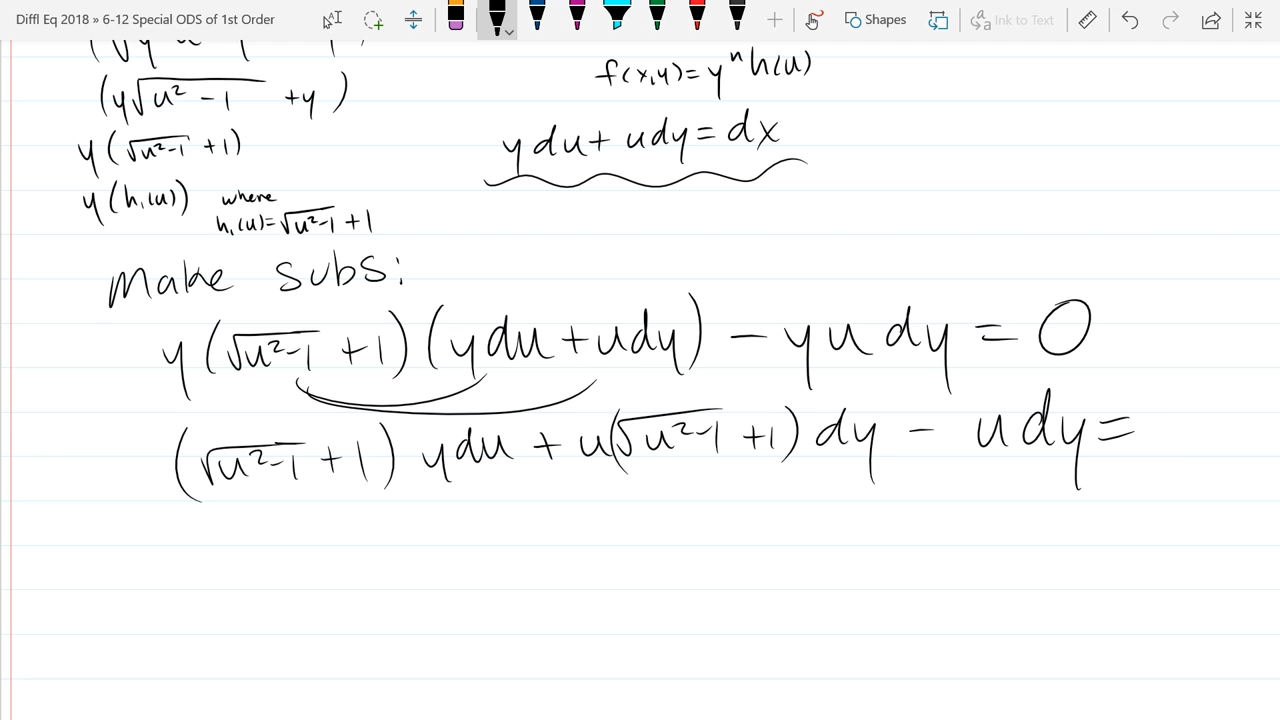 Diffl Eq 2018 » 6-12 Special ODS of 1st Order
Shapes
Ink to Text
(y√(u² - 1) + y)
f(x,y) = yⁿ h(u)
y(√(u²-1) + 1)
y du + u dy = dx
y(h₁(u)) where
h₁(u) = √(u²-1) + 1
Make subs:
y(√(u²-1) + 1)(y du + u dy) - y u dy = 0
(√(u²-1) + 1) y du + u(√(u²-1) + 1) dy - u dy =